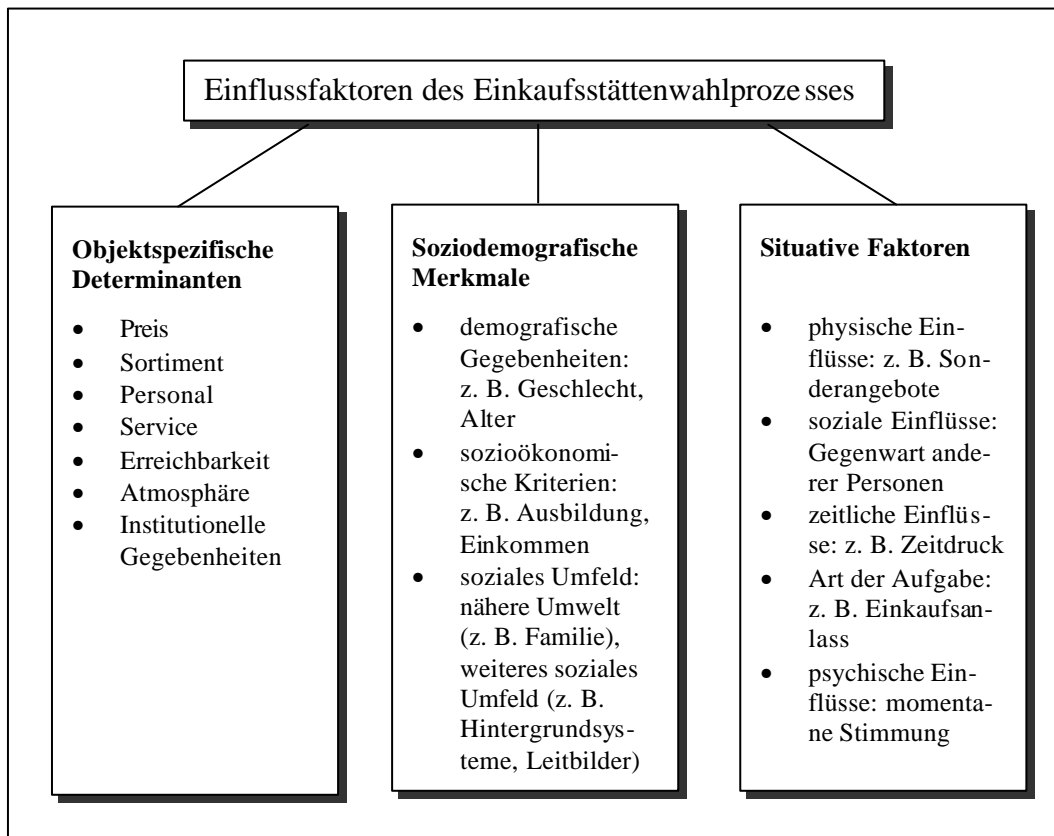 Einflussfaktoren des Einkaufsstättenwahlprozesses
Objektspezifische
Determinanten
• Preis
• Sortiment
• Personal
• Service
• Erreichbarkeit
• Atmosphäre
• Institutionelle
Gegebenheiten
Soziodemografische
Merkmale
• demografische
Gegebenheiten:
z. B. Geschlecht,
Alter
• sozioökonomi-
sche Kriterien:
z. B. Ausbildung,
Einkommen
• soziales Umfeld:
nähere Umwelt
(z. B. Familie),
weiteres soziales
Umfeld (z. B.
Hintergrundsys-
teme, Leitbilder)
Situative Faktoren
• physische Ein-
flüsse: z. B. Son-
derangebote
• soziale Einflüsse:
Gegenwart ande-
rer Personen
• zeitliche Einflüs-
se: z. B. Zeitdruck
• Art der Aufgabe:
z. B. Einkaufsan-
lass
• psychische Ein-
flüsse: momenta-
ne Stimmung